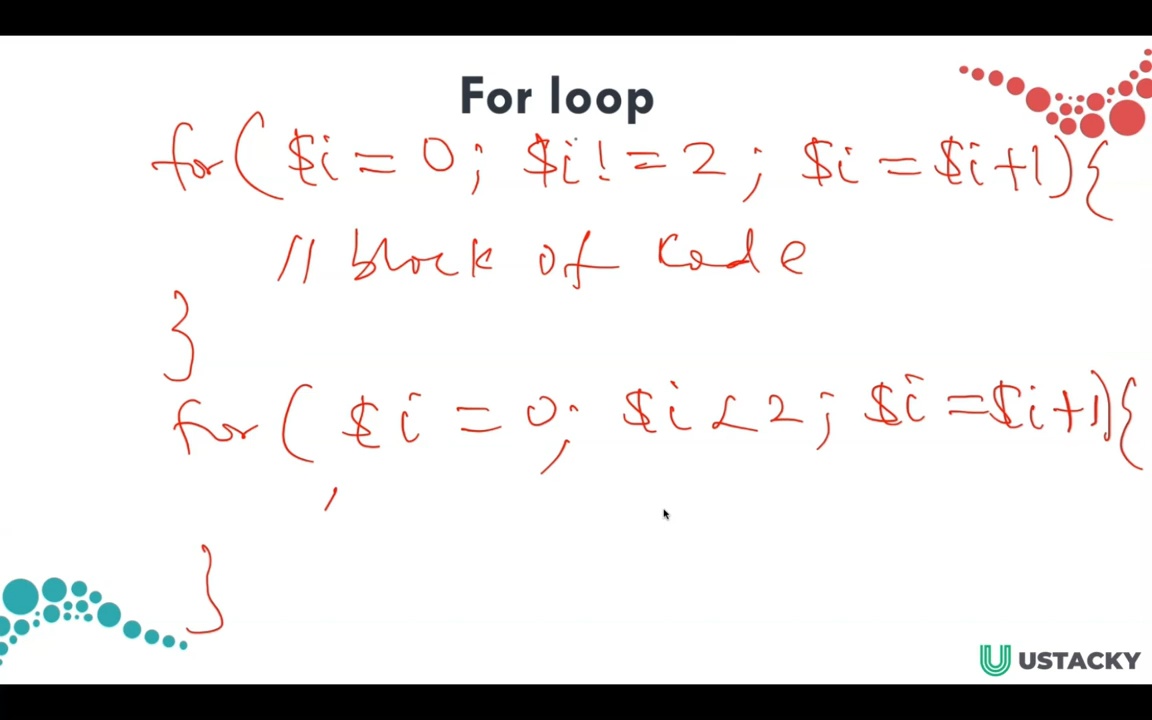 For loop
for($i = 0; $i != 2; $i = $i+1){
// block of code
}
for( $i = 0; $i < 2; $i = $i+1){
}
USTACKY